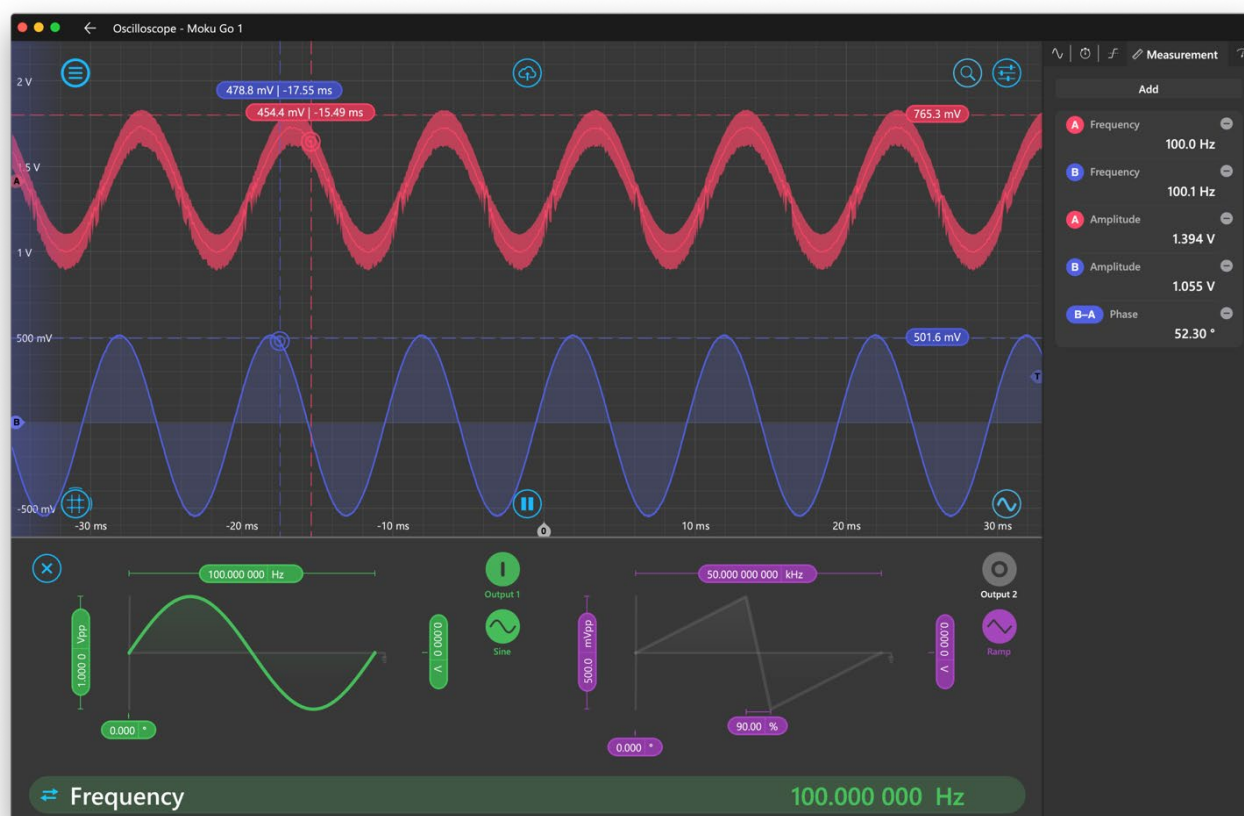 Oscilloscope - Moku Go 1
Measurement
2 V
478.8 mV | -17.55 ms
454.4 mV | -15.49 ms
765.3 mV
1.5 V
A
1 V
500 mV
501.6 mV
T
B
-500 mV
-30 ms
-20 ms
-10 ms
0
10 ms
20 ms
30 ms
Add
A Frequency
100.0 Hz
B Frequency
100.1 Hz
A Amplitude
1.394 V
B Amplitude
1.055 V
B–A Phase
52.30 °
100.000 000 Hz
1.000 0 Vpp
0.000 0 V
0.000 °
Output 1
Sine
50.000 000 000 kHz
500.0 mVpp
0.000 0 V
90.00 %
0.000 °
Output 2
Ramp
Frequency
100.000 000 Hz